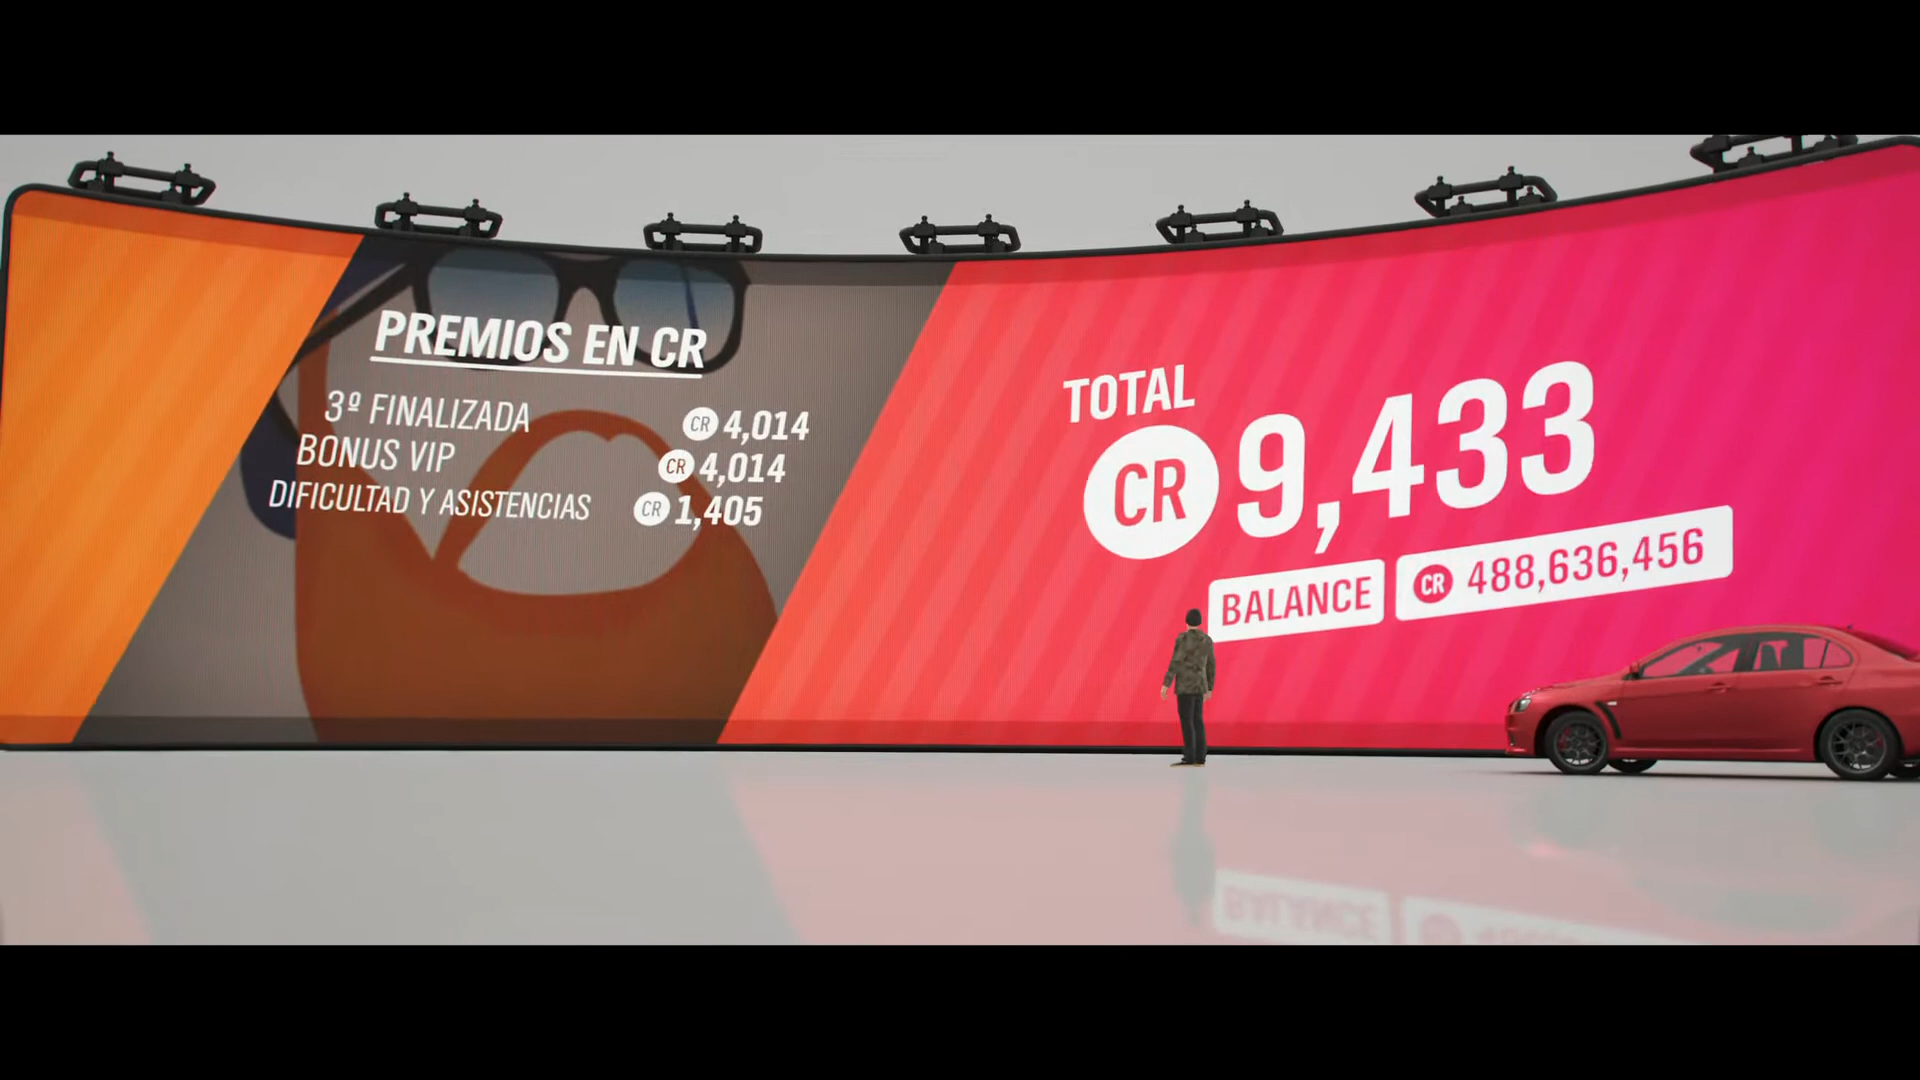 PREMIOS EN CR
3º FINALIZADA CR 4,014
BONUS VIP CR 4,014
DIFICULTAD Y ASISTENCIAS CR 1,405
TOTAL
CR 9,433
BALANCE CR 488,636,456
BALANCE